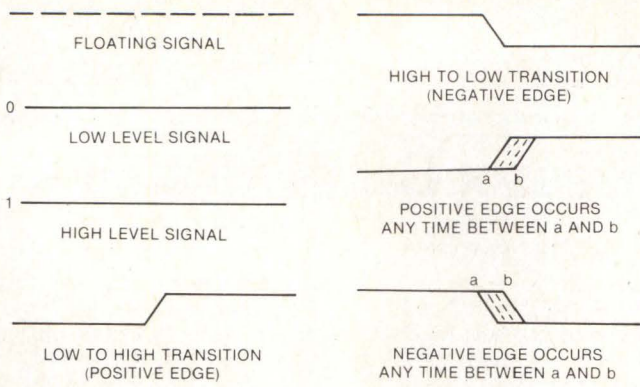 FLOATING SIGNAL
0
LOW LEVEL SIGNAL
1
HIGH LEVEL SIGNAL
LOW TO HIGH TRANSITION
(POSITIVE EDGE)
HIGH TO LOW TRANSITION
(NEGATIVE EDGE)
a b
POSITIVE EDGE OCCURS
ANY TIME BETWEEN a AND b
a b
NEGATIVE EDGE OCCURS
ANY TIME BETWEEN a AND b